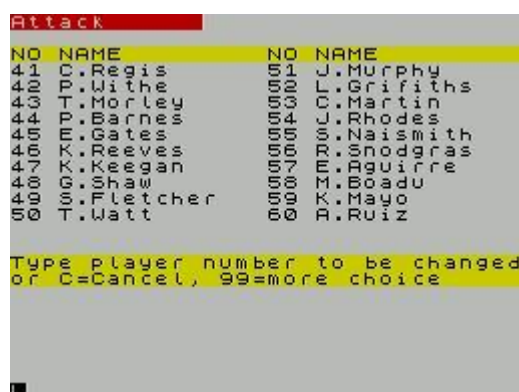 Attack
NO NAME NO NAME
41 C.Regis 51 J.Murphy
42 P.Withe 52 L.Grifiths
43 T.Morley 53 C.Martin
44 P.Barnes 54 J.Rhodes
45 E.Gates 55 S.Naismith
46 K.Reeves 56 R.Snodgras
47 K.Keegan 57 E.Aguirre
48 G.Shaw 58 M.Boadu
49 S.Fletcher 59 K.Mayo
50 T.Watt 60 A.Ruiz
Type player number to be changed
or C=Cancel, 99=more choice